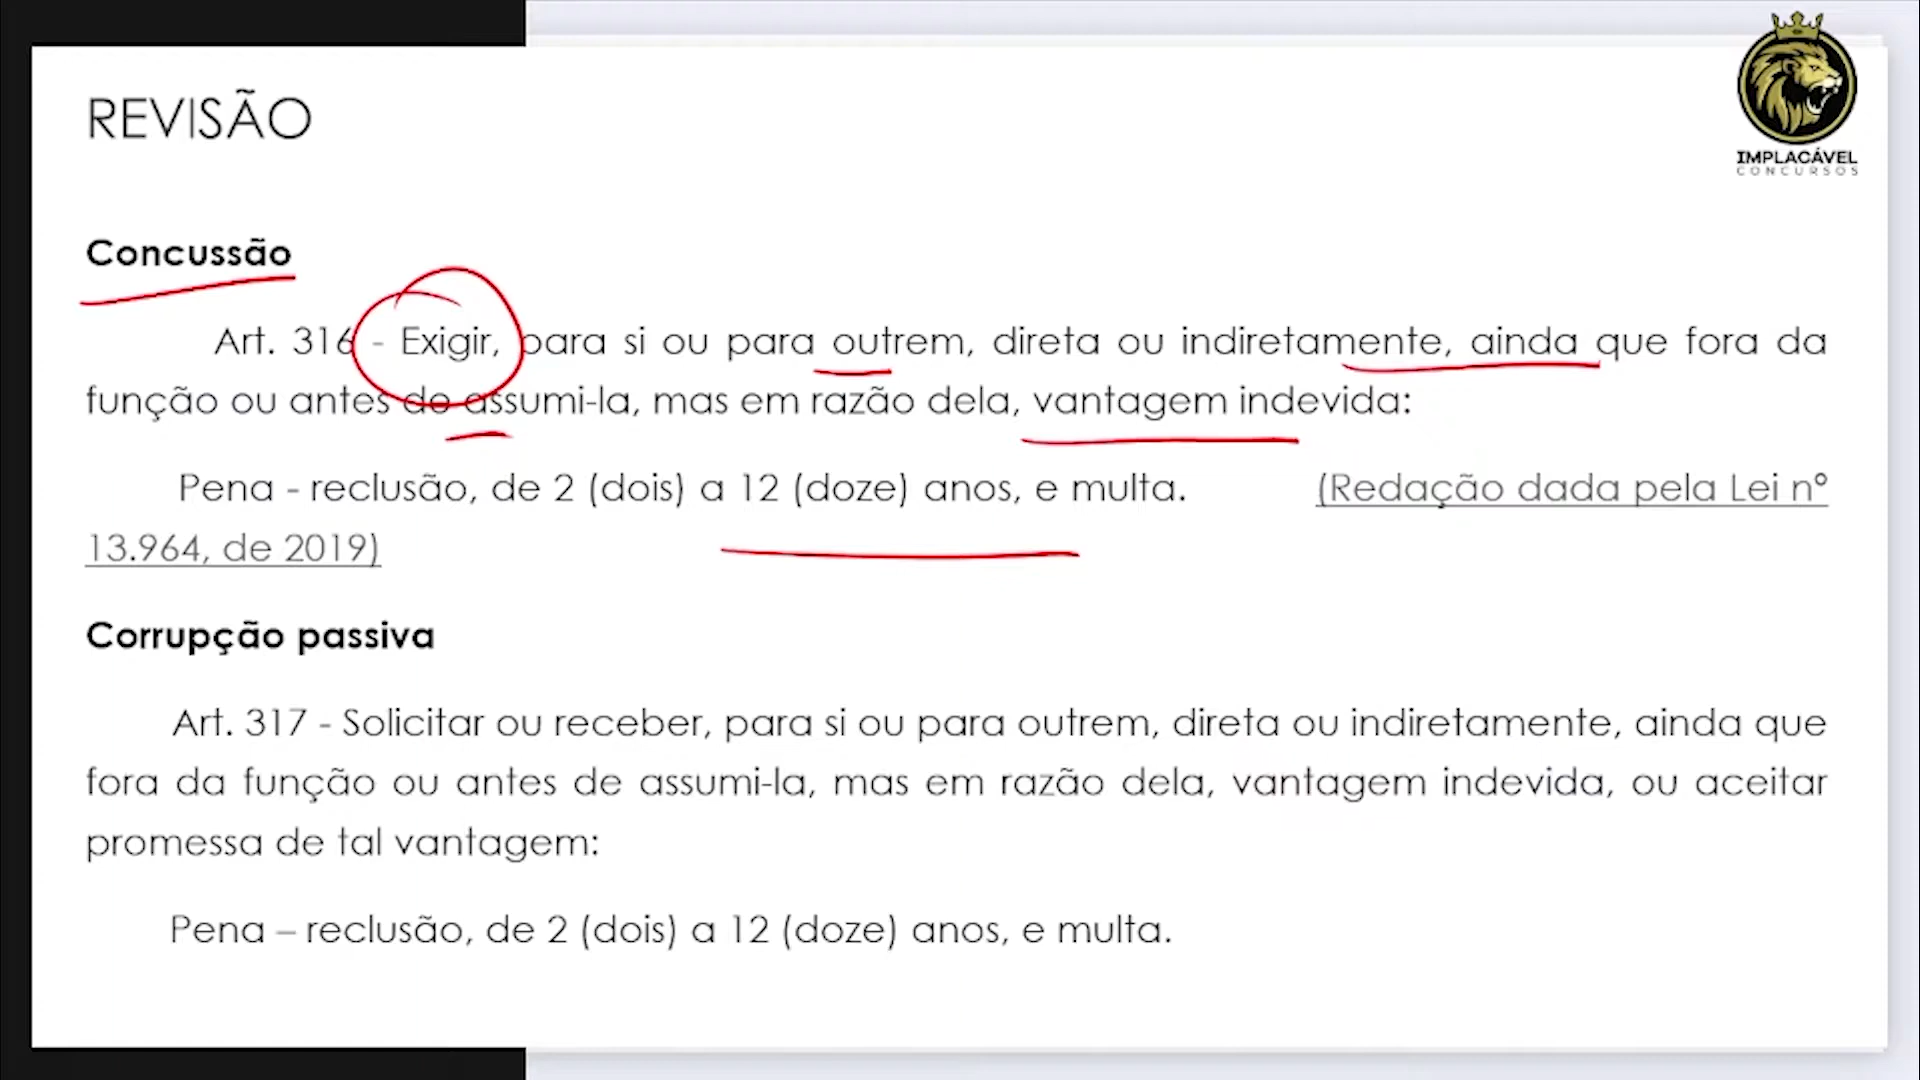 REVISÃO
IMPLACÁVEL
CONCURSOS
Concussão
Art. 316 - Exigir, para si ou para outrem, direta ou indiretamente, ainda que fora da
função ou antes de assumi-la, mas em razão dela, vantagem indevida:
Pena - reclusão, de 2 (dois) a 12 (doze) anos, e multa. (Redação dada pela Lei nº
13.964, de 2019)
Corrupção passiva
Art. 317 - Solicitar ou receber, para si ou para outrem, direta ou indiretamente, ainda que
fora da função ou antes de assumi-la, mas em razão dela, vantagem indevida, ou aceitar
promessa de tal vantagem:
Pena – reclusão, de 2 (dois) a 12 (doze) anos, e multa.